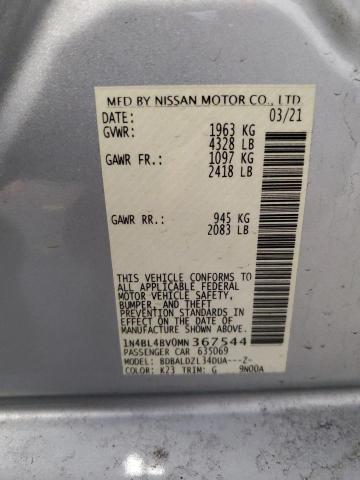 MFD BY NISSAN MOTOR CO., LTD
DATE: 03/21
GVWR: 1963 KG
4328 LB
GAWR FR: 1097 KG
2418 LB
GAWR RR: 945 KG
2083 LB
THIS VEHICLE CONFORMS TO
ALL APPLICABLE FEDERAL
MOTOR VEHICLE SAFETY,
BUMPER, AND THEFT
PREVENTION STANDARDS IN
EFFECT ON THE DATE OF
MANUFACTURE SHOWN ABOVE.
1N4BL4BV0MN367544
PASSENGER CAR 635069
MODEL: BDBALDZL34DUA---Z-
COLOR: K23 TRIM: G 9N00A